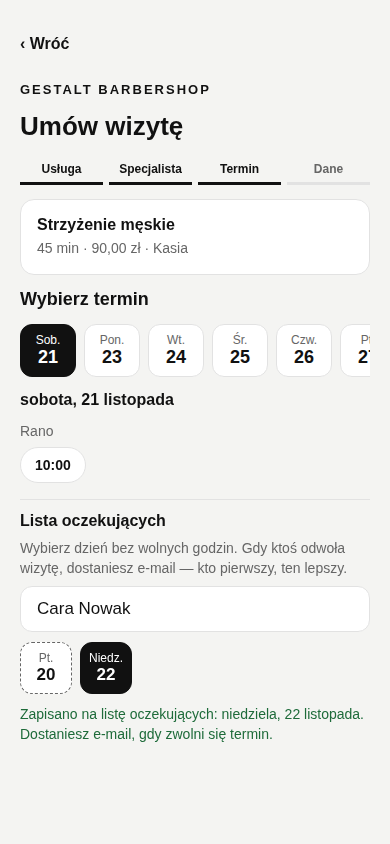 ‹ Wróć
GESTALT BARBERSHOP
Umów wizytę
Usługa Specjalista Termin Dane
Strzyżenie męskie
45 min · 90,00 zł · Kasia
Wybierz termin
Sob. Pon. Wt. Śr. Czw.
21 23 24 25 26
sobota, 21 listopada
Rano
10:00
Lista oczekujących
Wybierz dzień bez wolnych godzin. Gdy ktoś odwoła
wizytę, dostaniesz e-mail — kto pierwszy, ten lepszy.
Cara Nowak
Pt. Niedz.
20 22
Zapisano na listę oczekujących: niedziela, 22 listopada.
Dostaniesz e-mail, gdy zwolni się termin.